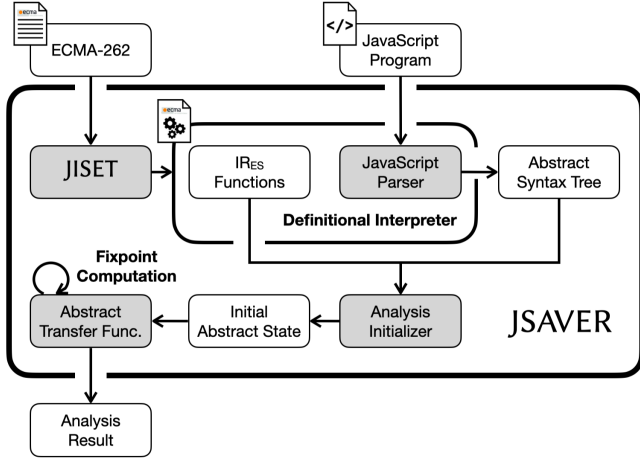 ecma
ECMA-262
</>
JavaScript
Program
ecma
JISET
IRES
Functions
JavaScript
Parser
Abstract
Syntax Tree
Definitional Interpreter
Fixpoint
Computation
Abstract
Transfer Func.
Initial
Abstract State
Analysis
Initializer
JSAVER
Analysis
Result